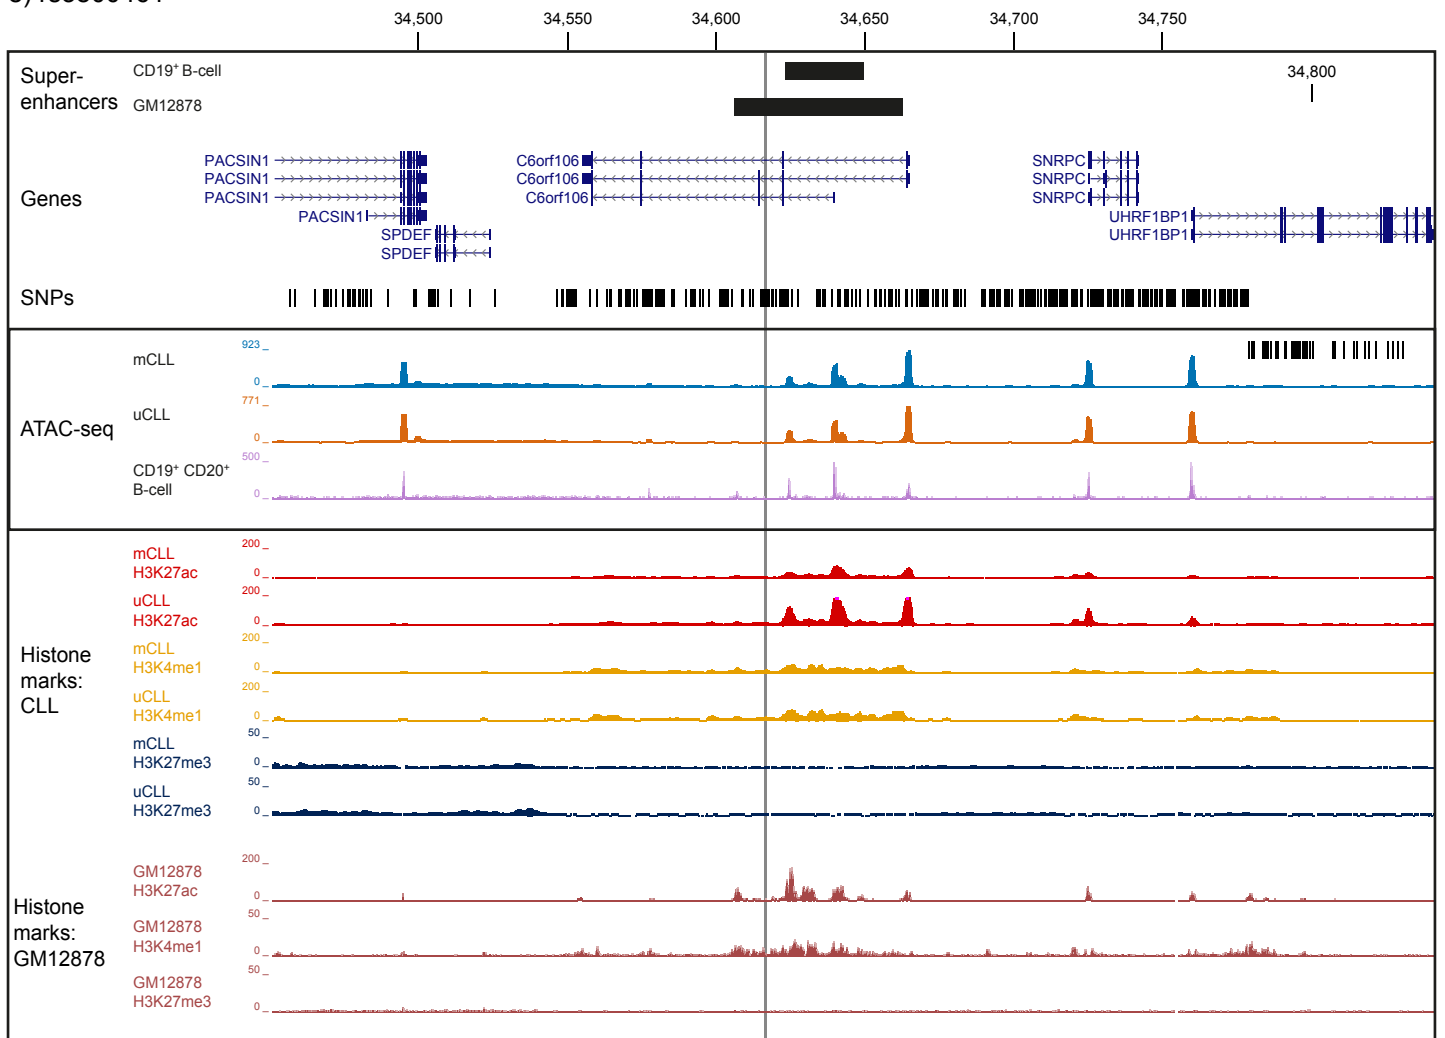 34,500 34,550 34,600 34,650 34,700 34,750
Super-
enhancers
CD19+ B-cell
34,800
GM12878
Genes
PACSIN1 C6orf106 SNRPC
PACSIN1 C6orf106 SNRPC
PACSIN1 C6orf106 SNRPC
PACSIN1 UHRF1BP1
SPDEF UHRF1BP1
SPDEF
SNPs
ATAC-seq
mCLL
923
0
uCLL
771
0
CD19+ CD20+
B-cell
500
0
Histone
marks:
CLL
mCLL
H3K27ac
200
0
uCLL
H3K27ac
200
0
mCLL
H3K4me1
200
0
uCLL
H3K4me1
200
0
mCLL
H3K27me3
50
0
uCLL
H3K27me3
50
0
Histone
marks:
GM12878
GM12878
H3K27ac
200
0
GM12878
H3K4me1
50
0
GM12878
H3K27me3
50
0